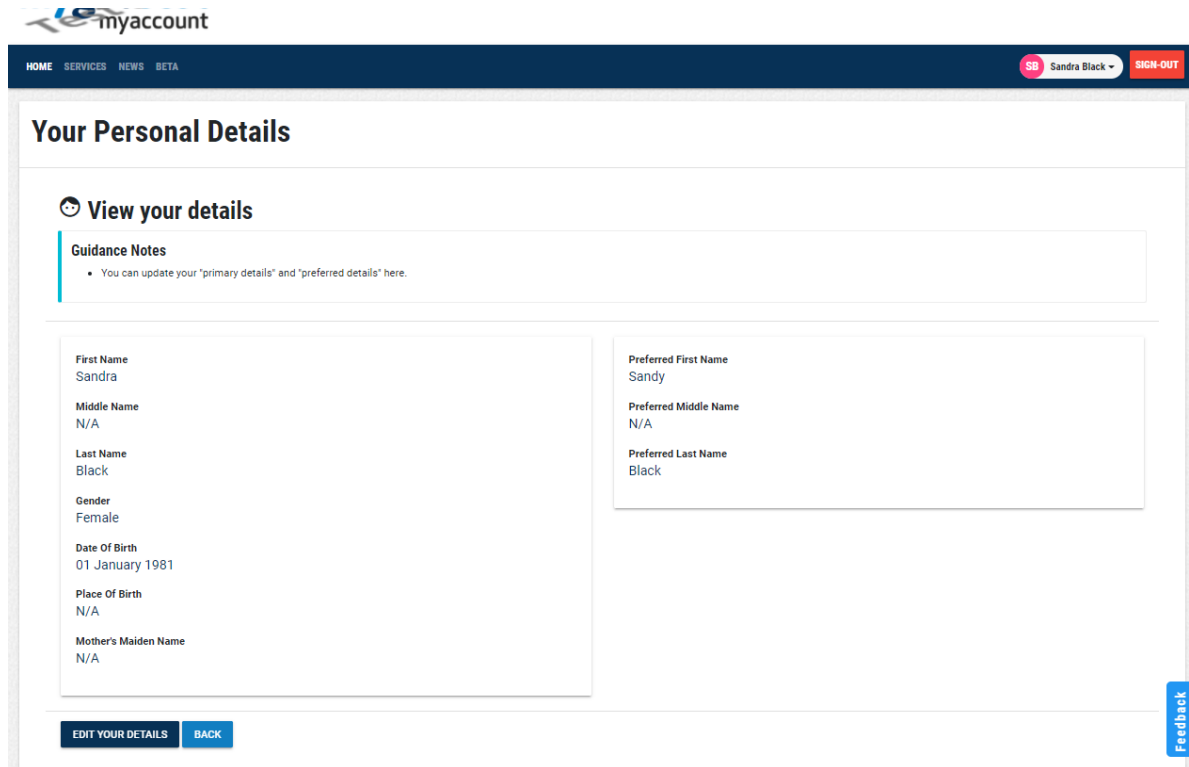 myaccount
HOME SERVICES NEWS BETA
SB Sandra Black
SIGN-OUT
Your Personal Details
View your details
Guidance Notes
You can update your "primary details" and "preferred details" here.
First Name
Sandra
Middle Name
N/A
Last Name
Black
Gender
Female
Date Of Birth
01 January 1981
Place Of Birth
N/A
Mother's Maiden Name
N/A
Preferred First Name
Sandy
Preferred Middle Name
N/A
Preferred Last Name
Black
EDIT YOUR DETAILS
BACK
Feedback